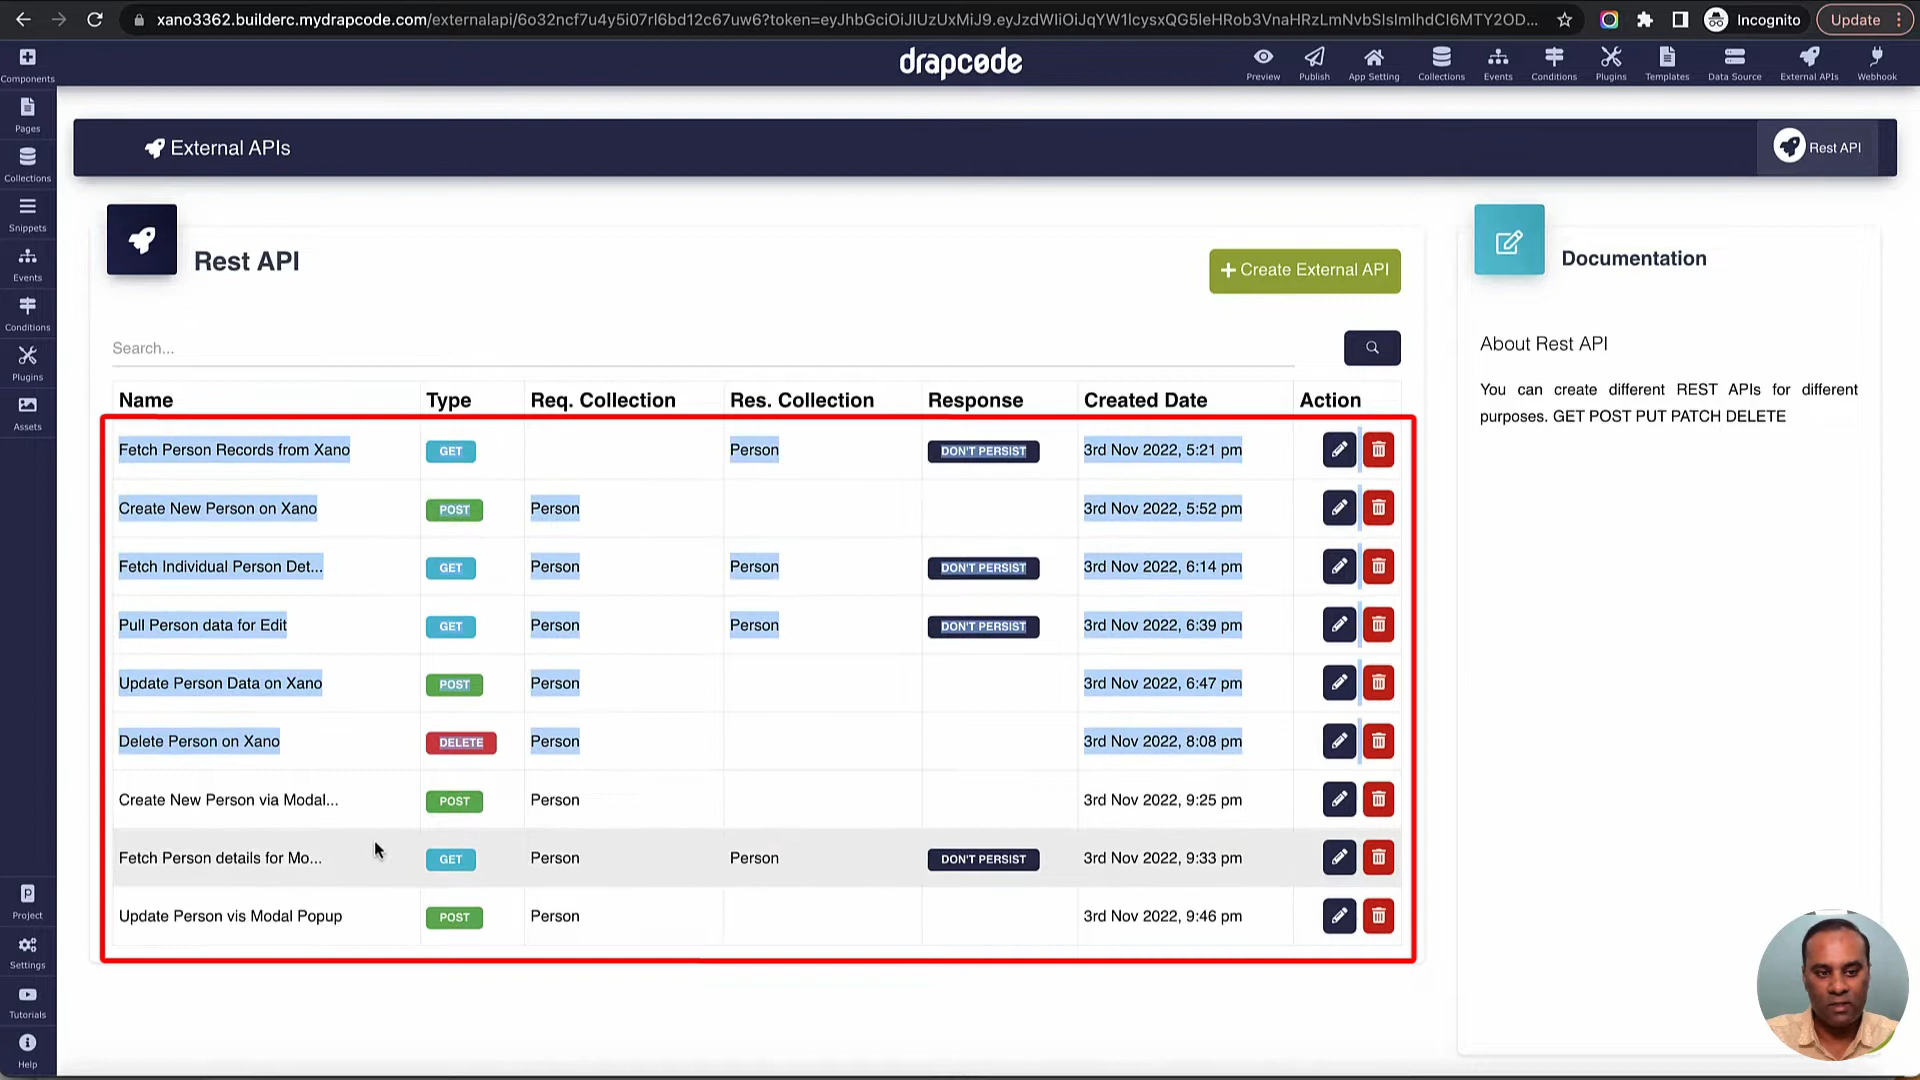 xano3362.builderc.mydrapcode.com/externalapi/6o32ncf7u4y5i07rl6bd12c67uw6?token=eyJhbGciOiJIUzUxMiJ9.eyJzdWIiOiJqYW1lcysxQG5leHRob3VnaHRzLmNvbSIsImlhdCI6MTY2OD...
Incognito
Update
drapcode
Components
Preview
Publish
App Setting
Collections
Events
Conditions
Plugins
Templates
Data Source
External APIs
Webhook
Pages
Collections
Snippets
Events
Conditions
Plugins
Assets
Project
Settings
Tutorials
Help
External APIs
Rest API
Rest API
+ Create External API
Search...
Name Type Req. Collection Res. Collection Response Created Date Action
Fetch Person Records from Xano GET Person DON'T PERSIST 3rd Nov 2022, 5:21 pm
Create New Person on Xano POST Person 3rd Nov 2022, 5:52 pm
Fetch Individual Person Det... GET Person Person DON'T PERSIST 3rd Nov 2022, 6:14 pm
Pull Person data for Edit GET Person Person DON'T PERSIST 3rd Nov 2022, 6:39 pm
Update Person Data on Xano POST Person 3rd Nov 2022, 6:47 pm
Delete Person on Xano DELETE Person 3rd Nov 2022, 8:08 pm
Create New Person via Modal... POST Person 3rd Nov 2022, 9:25 pm
Fetch Person details for Mo... GET Person Person DON'T PERSIST 3rd Nov 2022, 9:33 pm
Update Person vis Modal Popup POST Person 3rd Nov 2022, 9:46 pm
Documentation
About Rest API
You can create different REST APIs for different
purposes. GET POST PUT PATCH DELETE